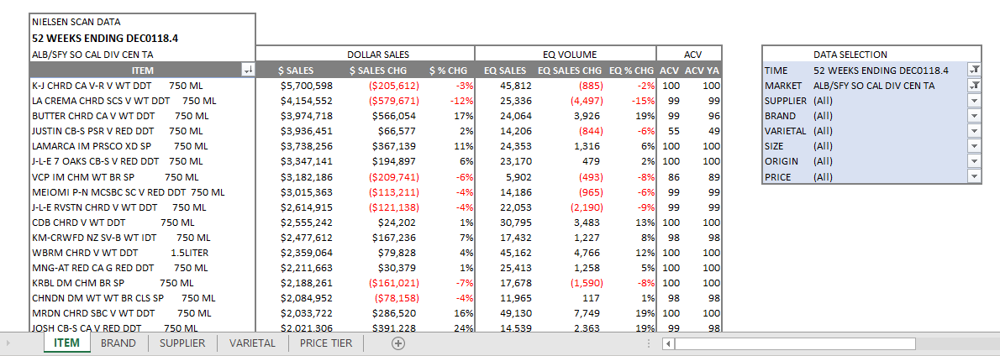 NIELSEN SCAN DATA
52 WEEKS ENDING DEC0118.4
ALB/SFY SO CAL DIV CEN TA DOLLAR SALES EQ VOLUME ACV DATA SELECTION
ITEM $ SALES $ SALES CHG $ % CHG EQ SALES EQ SALES CHG EQ % CHG ACV ACV YA TIME 52 WEEKS ENDING DEC0118.4
K-J CHRD CA V-R V WT DDT 750 ML $5,700,598 ($205,612) -3% 45,812 (885) -2% 100 100 MARKET ALB/SFY SO CAL DIV CEN TA
LA CREMA CHRD SCS V WT DDT 750 ML $4,154,552 ($579,671) -12% 25,336 (4,497) -15% 99 99 SUPPLIER (All)
BUTTER CHRD CA V WT DDT 750 ML $3,974,718 $566,054 17% 24,064 3,926 19% 99 96 BRAND (All)
JUSTIN CB-S PSR V RED DDT 750 ML $3,936,451 $66,577 2% 14,206 (844) -6% 55 49 VARIETAL (All)
LAMARCA IM PRSCO XD SP 750 ML $3,738,256 $367,139 11% 24,353 1,316 6% 100 100 SIZE (All)
J-L-E 7 OAKS CB-S V RED DDT 750 ML $3,347,141 $194,897 6% 23,170 479 2% 100 100 ORIGIN (All)
VCP IM CHM WT BR SP 750 ML $3,182,186 ($209,741) -6% 5,902 (493) -8% 86 89 PRICE (All)
MEIOMI P-N MCSBC SC V RED DDT 750 ML $3,015,363 ($113,211) -4% 14,186 (965) -6% 99 99
J-L-E RVSTN CHRD V WT DDT 750 ML $2,614,915 ($121,138) -4% 22,053 (2,190) -9% 99 99
CDB CHRD V WT DDT 750 ML $2,555,242 $24,202 1% 30,795 3,483 13% 100 100
KM-CRWFD NZ SV-B WT IDT 750 ML $2,477,612 $167,236 7% 17,432 1,227 8% 98 98
WBRM CHRD V WT DDT 1.5LITER $2,359,064 $79,828 4% 45,162 4,766 12% 100 100
MNG-AT RED CA G RED DDT 750 ML $2,211,663 $30,379 1% 25,413 1,258 5% 100 100
KRBL DM CHM BR SP 750 ML $2,188,261 ($161,021) -7% 17,678 (1,590) -8% 100 100
CHNDN DM WT WT BR CLS SP 750 ML $2,084,952 ($78,158) -4% 11,965 117 1% 98 98
MRDN CHRD SBC V WT DDT 750 ML $2,033,722 $286,520 16% 49,130 7,749 19% 100 100
JOSH CB-S CA V RED DDT 750 ML $2,021,306 $391,228 24% 14,539 2,363 19% 99 98
ITEM BRAND SUPPLIER VARIETAL PRICE TIER